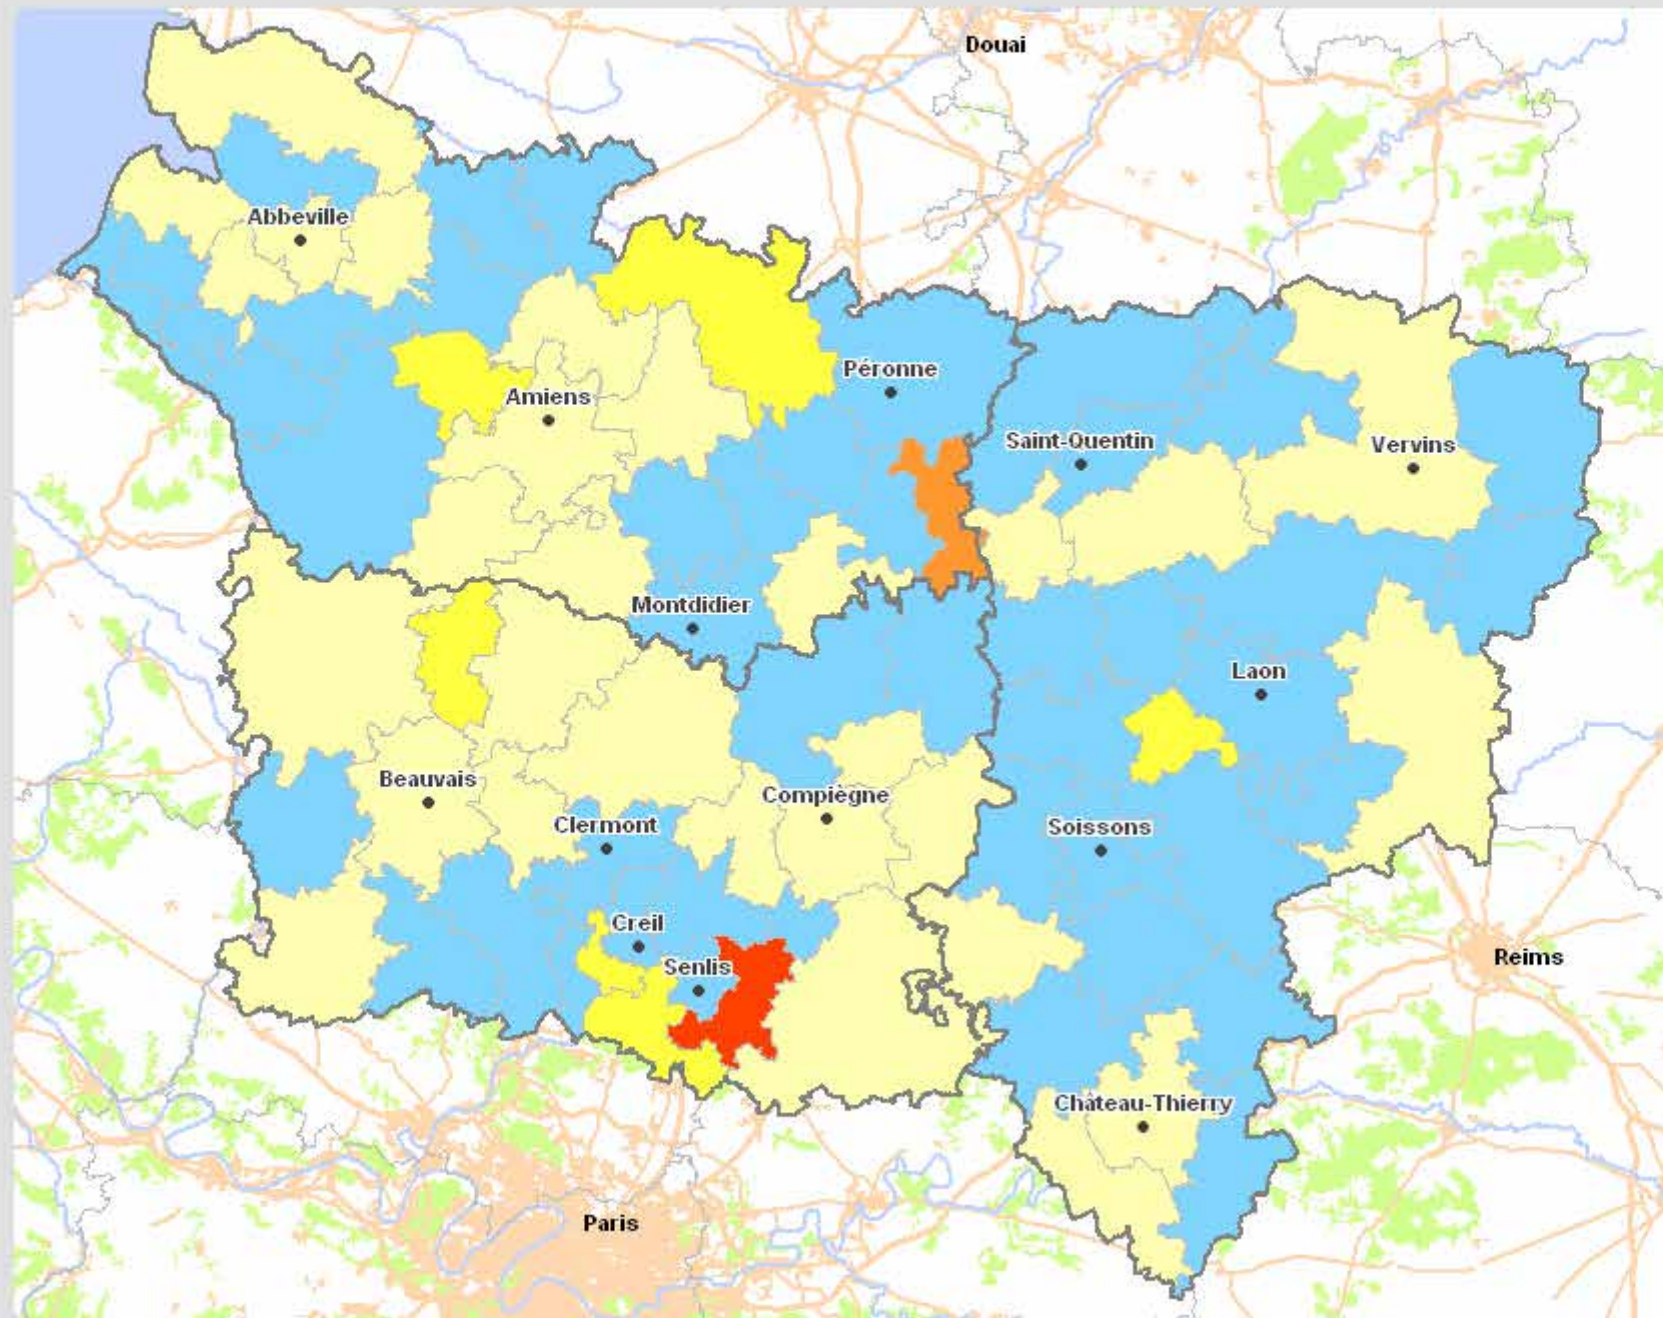 Douai
Abbeville
Péronne
Amiens
Saint-Quentin
Vervins
Montdidier
Laon
Beauvais
Compiègne
Clermont
Soissons
Creil
Senlis
Reims
Château-Thierry
Paris